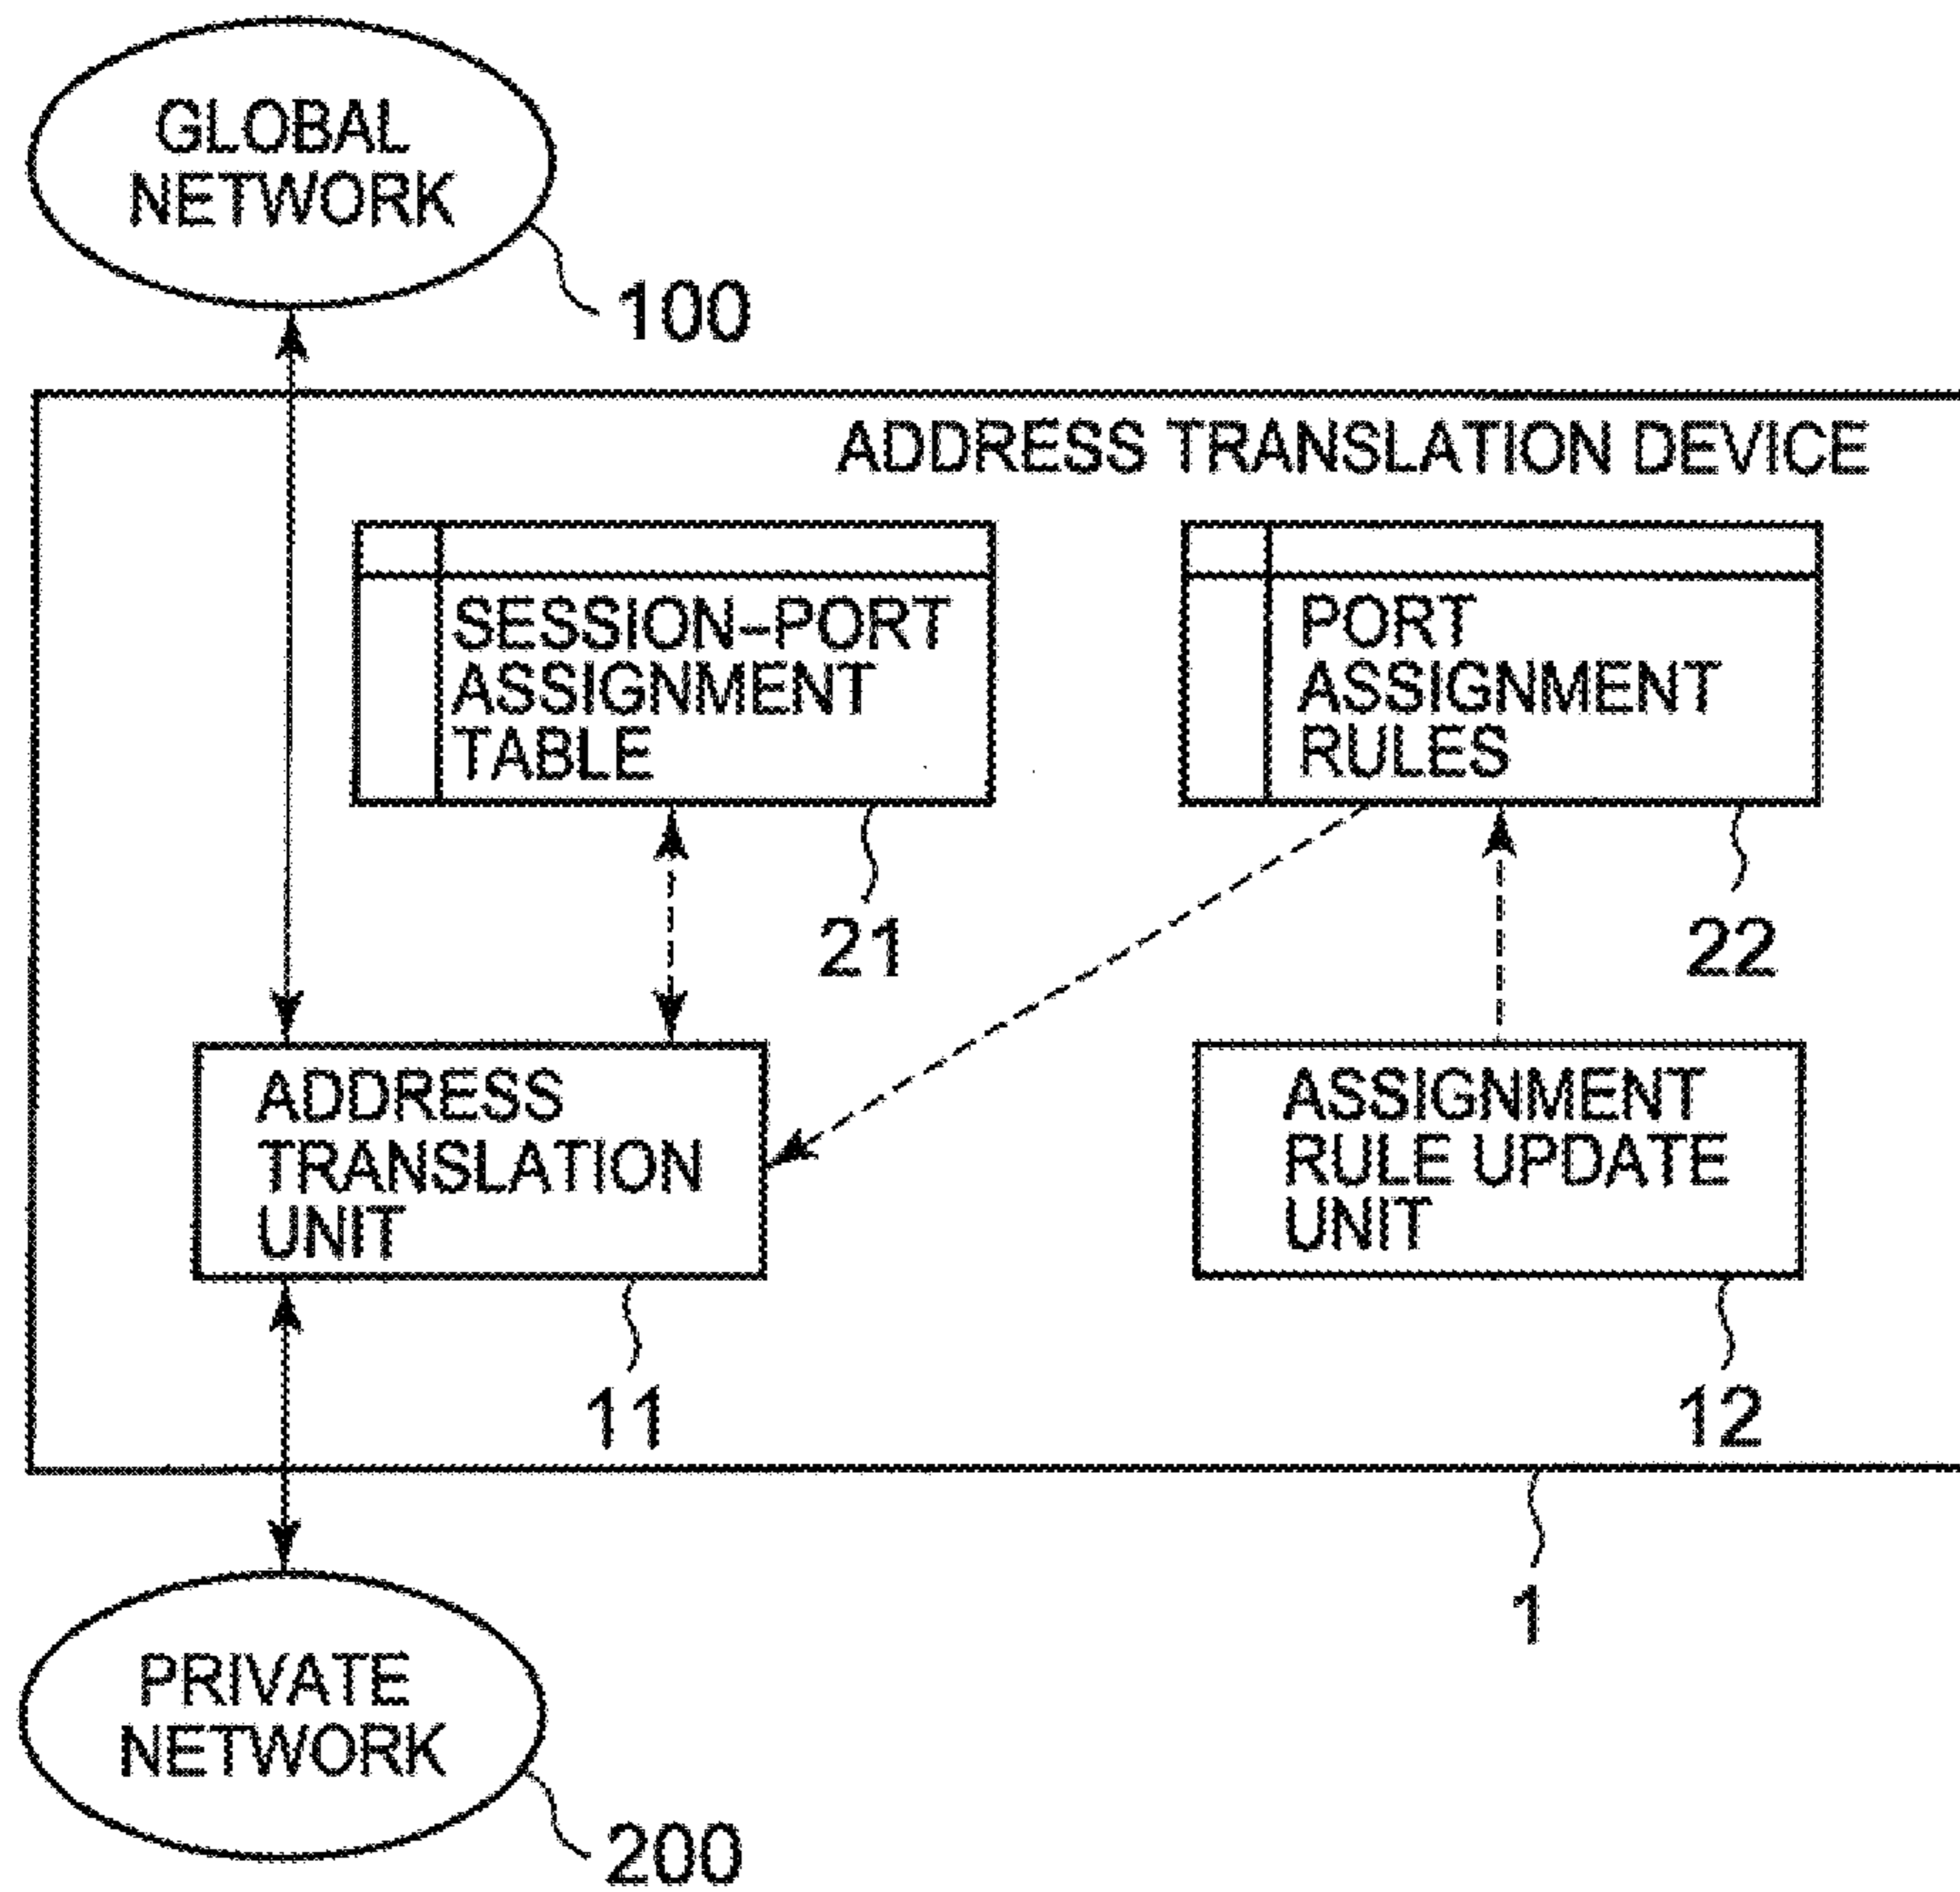 GLOBAL
NETWORK
100
ADDRESS TRANSLATION DEVICE
SESSION-PORT
ASSIGNMENT
TABLE
PORT
ASSIGNMENT
RULES
21
22
ADDRESS
TRANSLATION
UNIT
ASSIGNMENT
RULE UPDATE
UNIT
11
12
1
PRIVATE
NETWORK
200